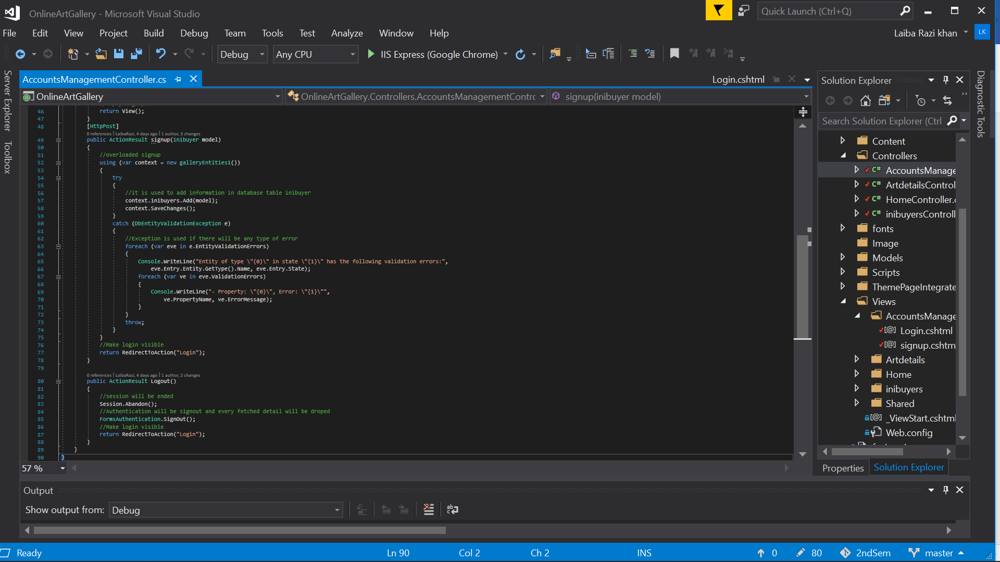 OnlineArtGallery - Microsoft Visual Studio
Quick Launch (Ctrl+Q)
File Edit View Project Build Debug Team Tools Test Analyze Window Help
Laiba Razi khan
LK
Debug
Any CPU
IIS Express (Google Chrome)
Server Explorer
Toolbox
AccountsManagementController.cs
Login.cshtml
OnlineArtGallery
OnlineArtGallery.Controllers.AccountsManagementContrc
signup(inibuyer model)
46 return View();
47 }
48 [HttpPost]
0 references | LaibaRazi, 4 days ago | 1 author, 3 changes
49 public ActionResult signup(inibuyer model)
50 {
51 //overloaded signup
52 using (var context = new galleryEntities1())
53 {
54 try
55 {
56 //it is used to add information in database table inibuyer
57 context.inibuyers.Add(model);
58 context.SaveChanges();
59 }
60 catch (DbEntityValidationException e)
61 {
62 //Exception is used if there will be any type of error
63 foreach (var eve in e.EntityValidationErrors)
64 {
65 Console.WriteLine("Entity of type \"{0}\" in state \"{1}\" has the following validation errors:",
66 eve.Entry.Entity.GetType().Name, eve.Entry.State);
67 foreach (var ve in eve.ValidationErrors)
68 {
69 Console.WriteLine("- Property: \"{0}\", Error: \"{1}\"",
70 ve.PropertyName, ve.ErrorMessage);
71 }
72 }
73 throw;
74 }
75 }
76 //Make login visible
77 return RedirectToAction("Login");
78 }
79
0 references | LaibaRazi, 4 days ago | 1 author, 2 changes
80 public ActionResult Logout()
81 {
82 //session will be ended
83 Session.Abandon();
84 //Authentication will be signout and every fetched detail will be droped
85 FormsAuthentication.SignOut();
86 //Make login visible
87 return RedirectToAction("Login");
88 }
89 }
90 }
57 %
Solution Explorer
Search Solution Explorer (Ctrl
Content
Controllers
C# AccountsManage
C# ArtdetailsControl
C# HomeController.c
C# inibuyersControll
fonts
Image
Models
Scripts
ThemePageIntegrate
Views
AccountsManage
[@] Login.cshtml
[@] signup.cshtm
Artdetails
Home
inibuyers
Shared
[@] _ViewStart.cshtml
Web.config
Properties
Solution Explorer
Diagnostic Tools
Output
Show output from: Debug
Ready
Ln 90
Col 2
Ch 2
INS
0
80
2ndSem
master